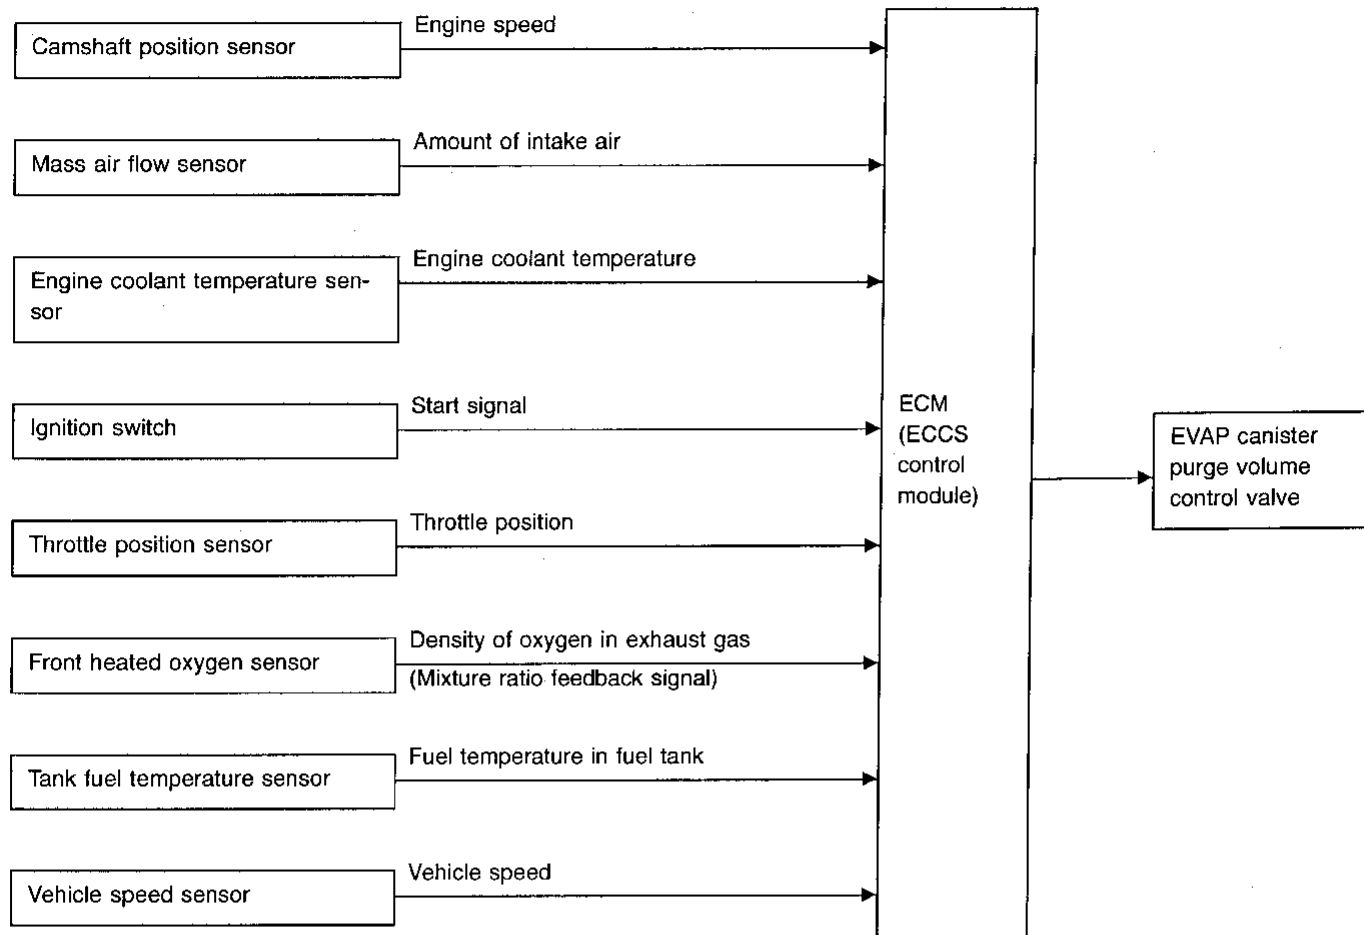 Camshaft position sensor
Engine speed
Mass air flow sensor
Amount of intake air
Engine coolant temperature sen-
sor
Engine coolant temperature
Ignition switch
Start signal
Throttle position sensor
Throttle position
Front heated oxygen sensor
Density of oxygen in exhaust gas
(Mixture ratio feedback signal)
Tank fuel temperature sensor
Fuel temperature in fuel tank
Vehicle speed sensor
Vehicle speed
ECM
(ECCS
control
module)
EVAP canister
purge volume
control valve